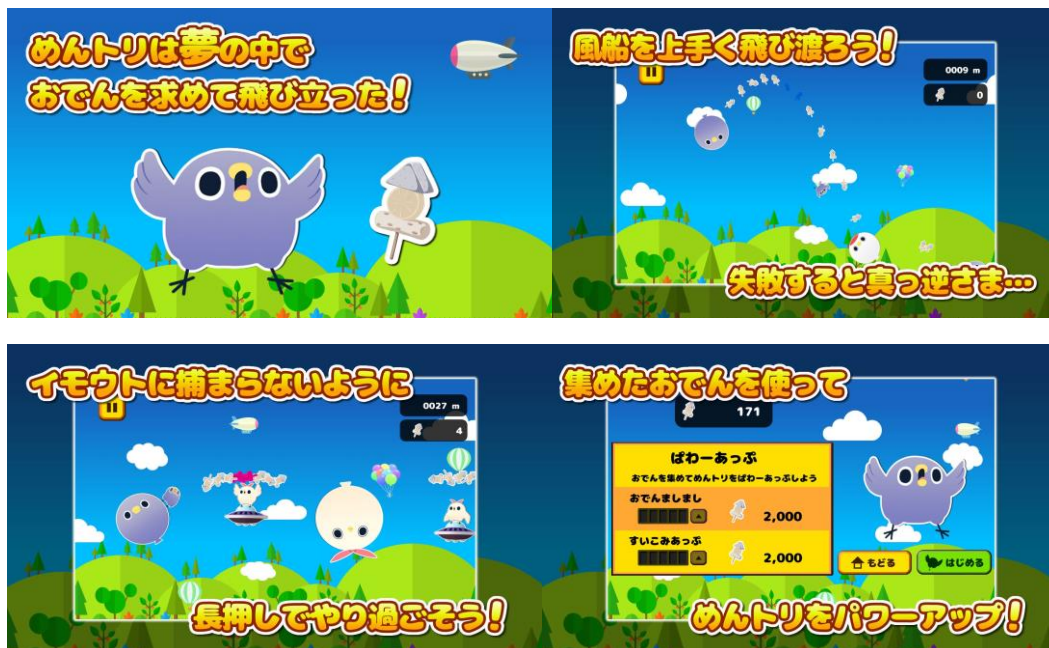 めんトリは夢の中で
おでんを求めて飛び立った!
風船を上手く飛び渡ろう!
0009 m
0
失敗すると真っ逆さま…
イモウトに捕まらないように
0027 m
4
長押しでやり過ごそう!
集めたおでんを使って
171
ぱわーあっぷ
おでんを集めてめんトリをぱわーあっぷしよう
おでんましまし
2,000
すいこみあっぷ
2,000
もどる
はじめる
めんトリをパワーアップ!